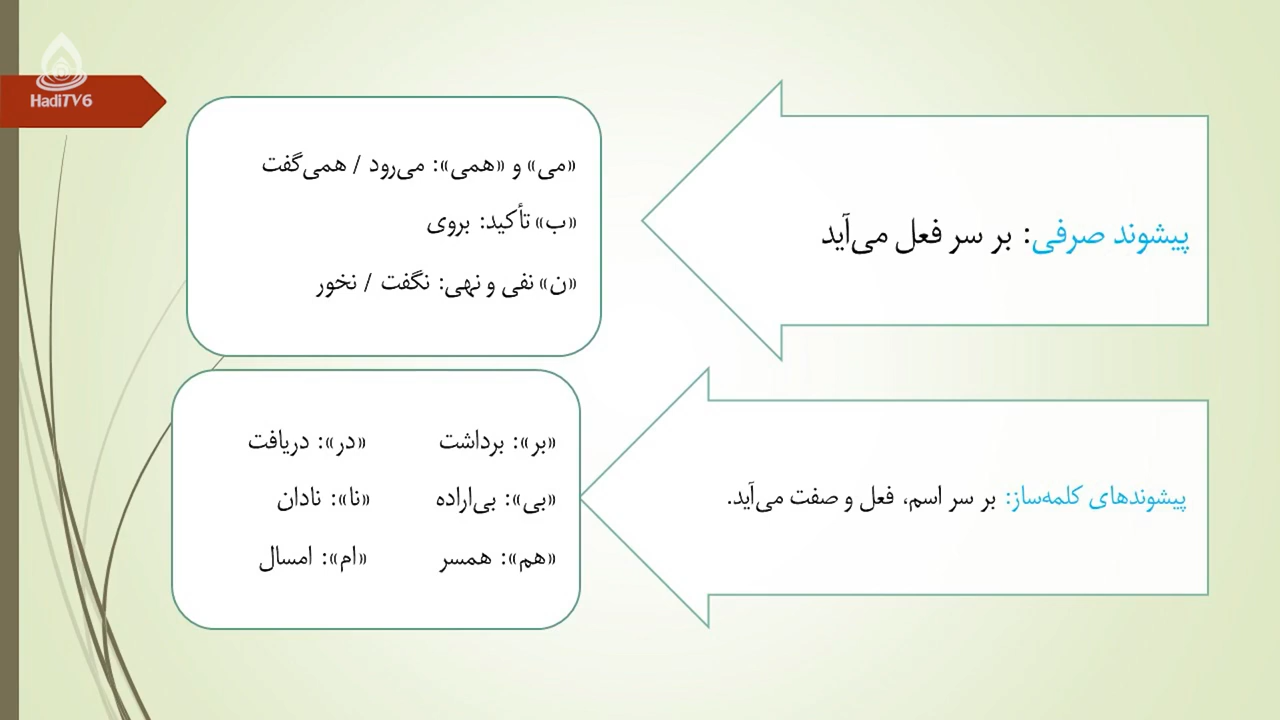 HadiTV6
پیشوند صرفی: بر سر فعل می‌آید
«می» و «همی»: می‌رود / همی‌گفت
«ب» تأکید: بروی
«ن» نفی و نهی: نگفت / نخور
پیشوندهای کلمه‌ساز: بر سر اسم، فعل و صفت می‌آید.
«بر»: برداشت «در»: دریافت
«بی»: بی‌اراده «نا»: نادان
«هم»: همسر «ام»: امسال